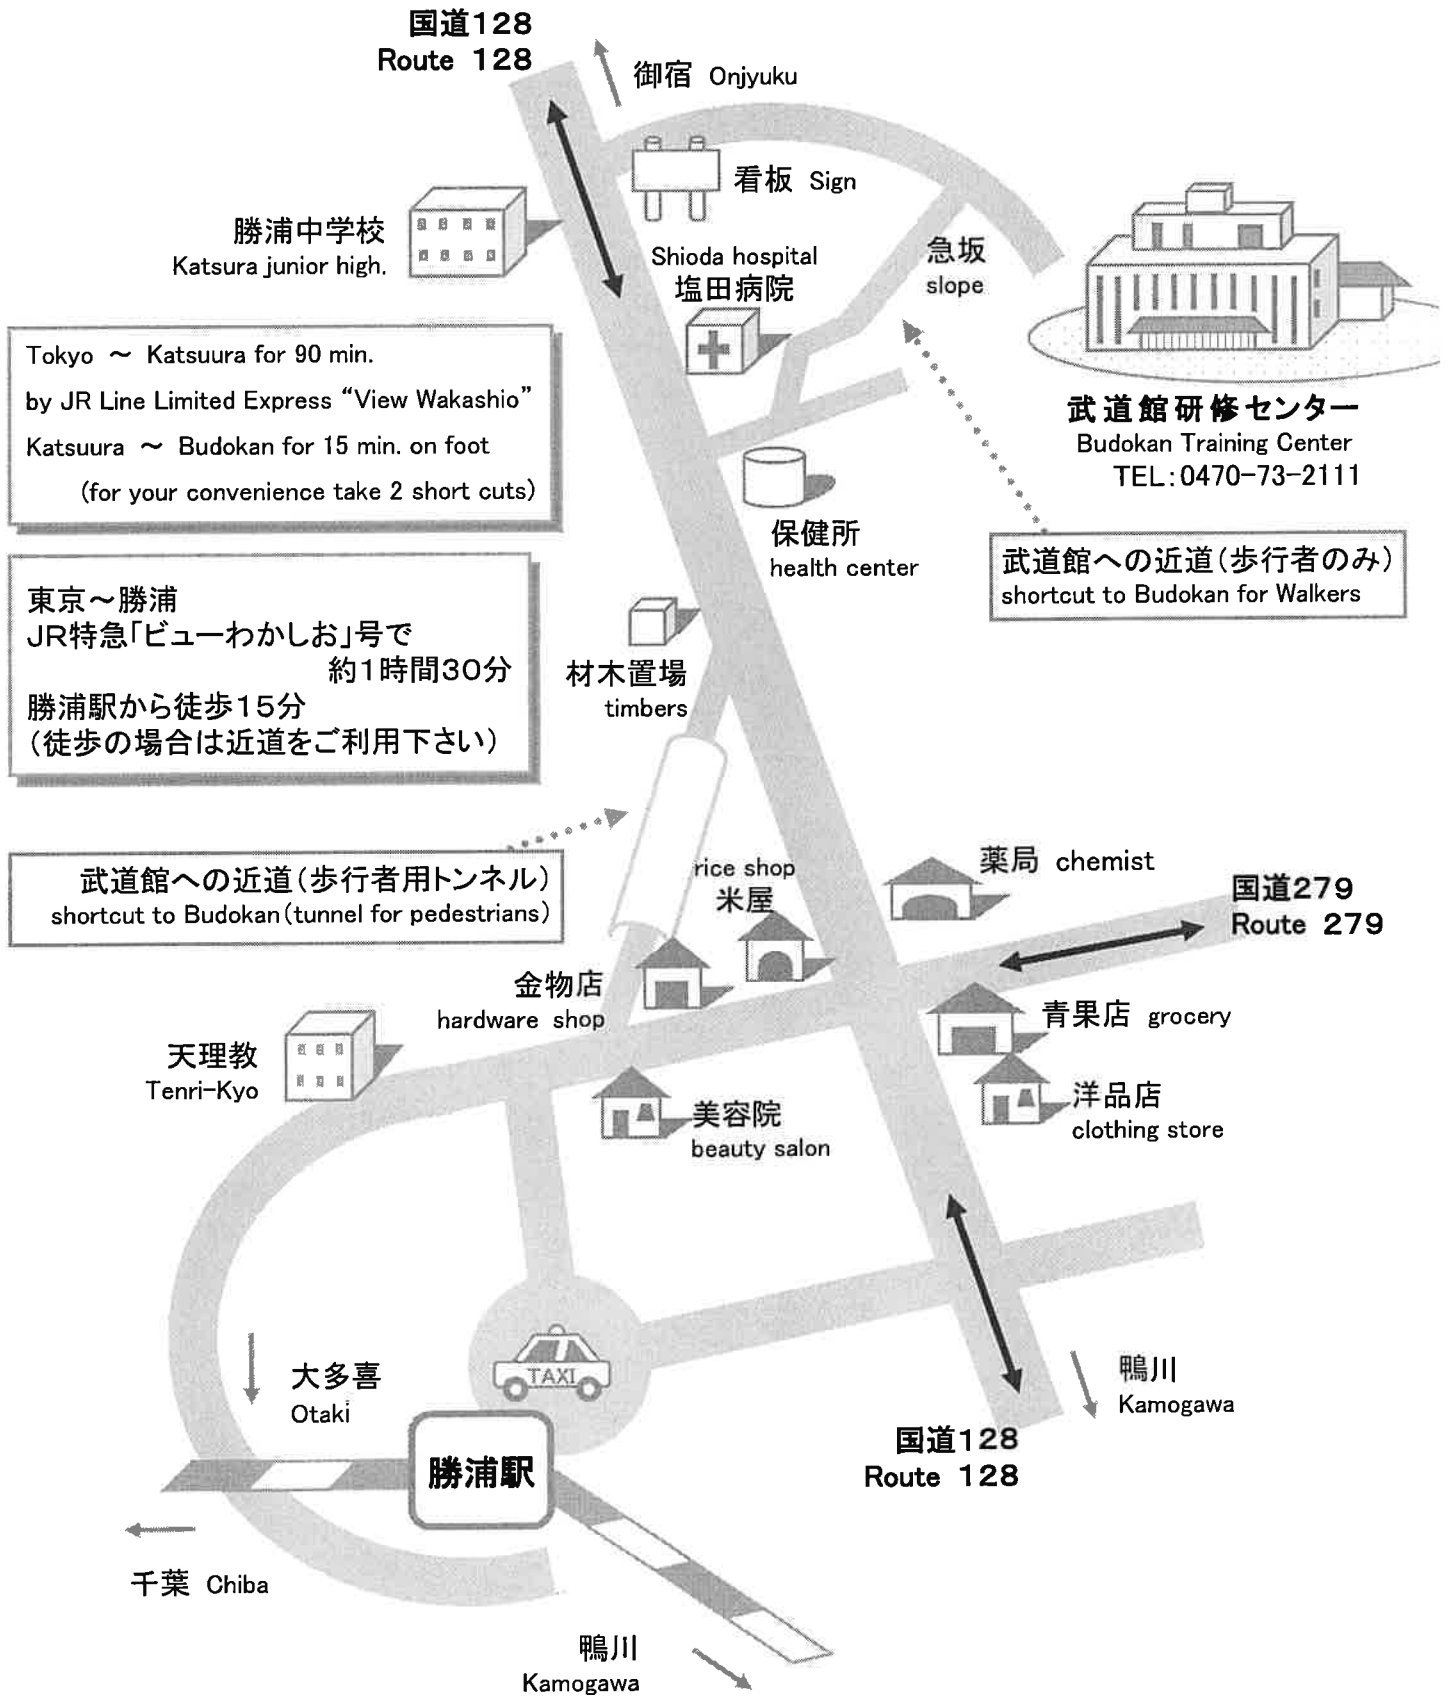 国道128
Route 128
御宿 Onjyuku
看板 Sign
勝浦中学校
Katsura junior high.
Shioda hospital
塩田病院
急坂
slope
Tokyo ～ Katsuura for 90 min.
by JR Line Limited Express “View Wakashio”
Katsuura ～ Budokan for 15 min. on foot
(for your convenience take 2 short cuts)
武道館研修センター
Budokan Training Center
TEL:0470-73-2111
保健所
health center
武道館への近道(歩行者のみ)
shortcut to Budokan for Walkers
東京～勝浦
JR特急「ビューわかしお」号で
約1時間30分
勝浦駅から徒歩15分
(徒歩の場合は近道をご利用下さい)
材木置場
timbers
武道館への近道(歩行者用トンネル)
shortcut to Budokan(tunnel for pedestrians)
rice shop
米屋
薬局 chemist
国道279
Route 279
金物店
hardware shop
青果店 grocery
天理教
Tenri-Kyo
美容院
beauty salon
洋品店
clothing store
TAXI
大多喜
Otaki
鴨川
Kamogawa
国道128
Route 128
勝浦駅
千葉 Chiba
鴨川
Kamogawa